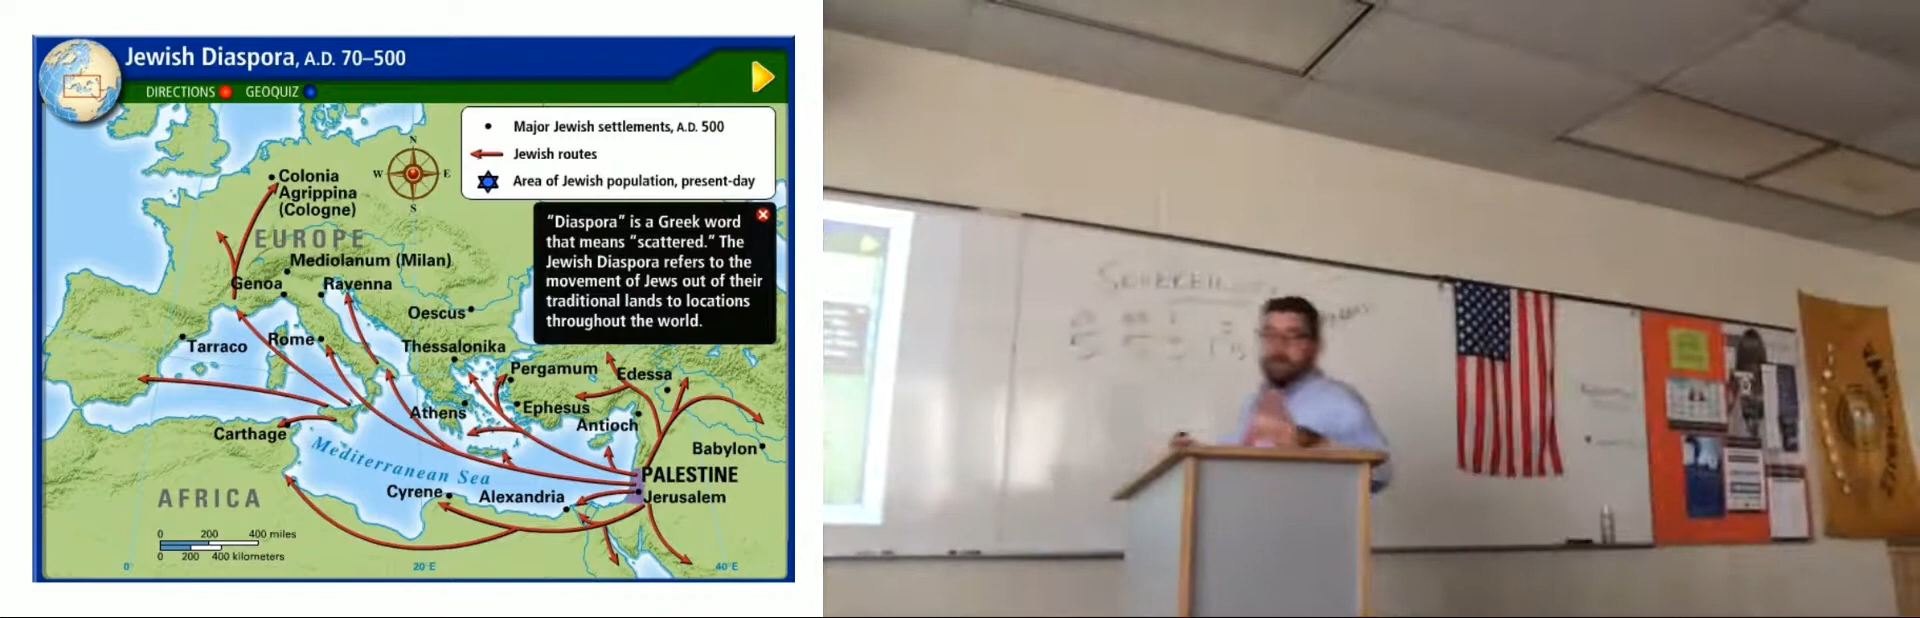 Jewish Diaspora, A.D. 70–500
DIRECTIONS GEOQUIZ
Major Jewish settlements, A.D. 500
Jewish routes
Area of Jewish population, present-day
N
W E
S
"Diaspora" is a Greek word
that means "scattered." The
Jewish Diaspora refers to the
movement of Jews out of their
traditional lands to locations
throughout the world.
Colonia
Agrippina
(Cologne)
EUROPE
Mediolanum (Milan)
Genoa
Ravenna
Oescus
Tarraco
Rome
Thessalonika
Pergamum
Edessa
Athens
Ephesus
Antioch
Carthage
Babylon
Mediterranean Sea
PALESTINE
Cyrene
Alexandria
Jerusalem
AFRICA
0 200 400 miles
0 200 400 kilometers
0° 20°E 40°E